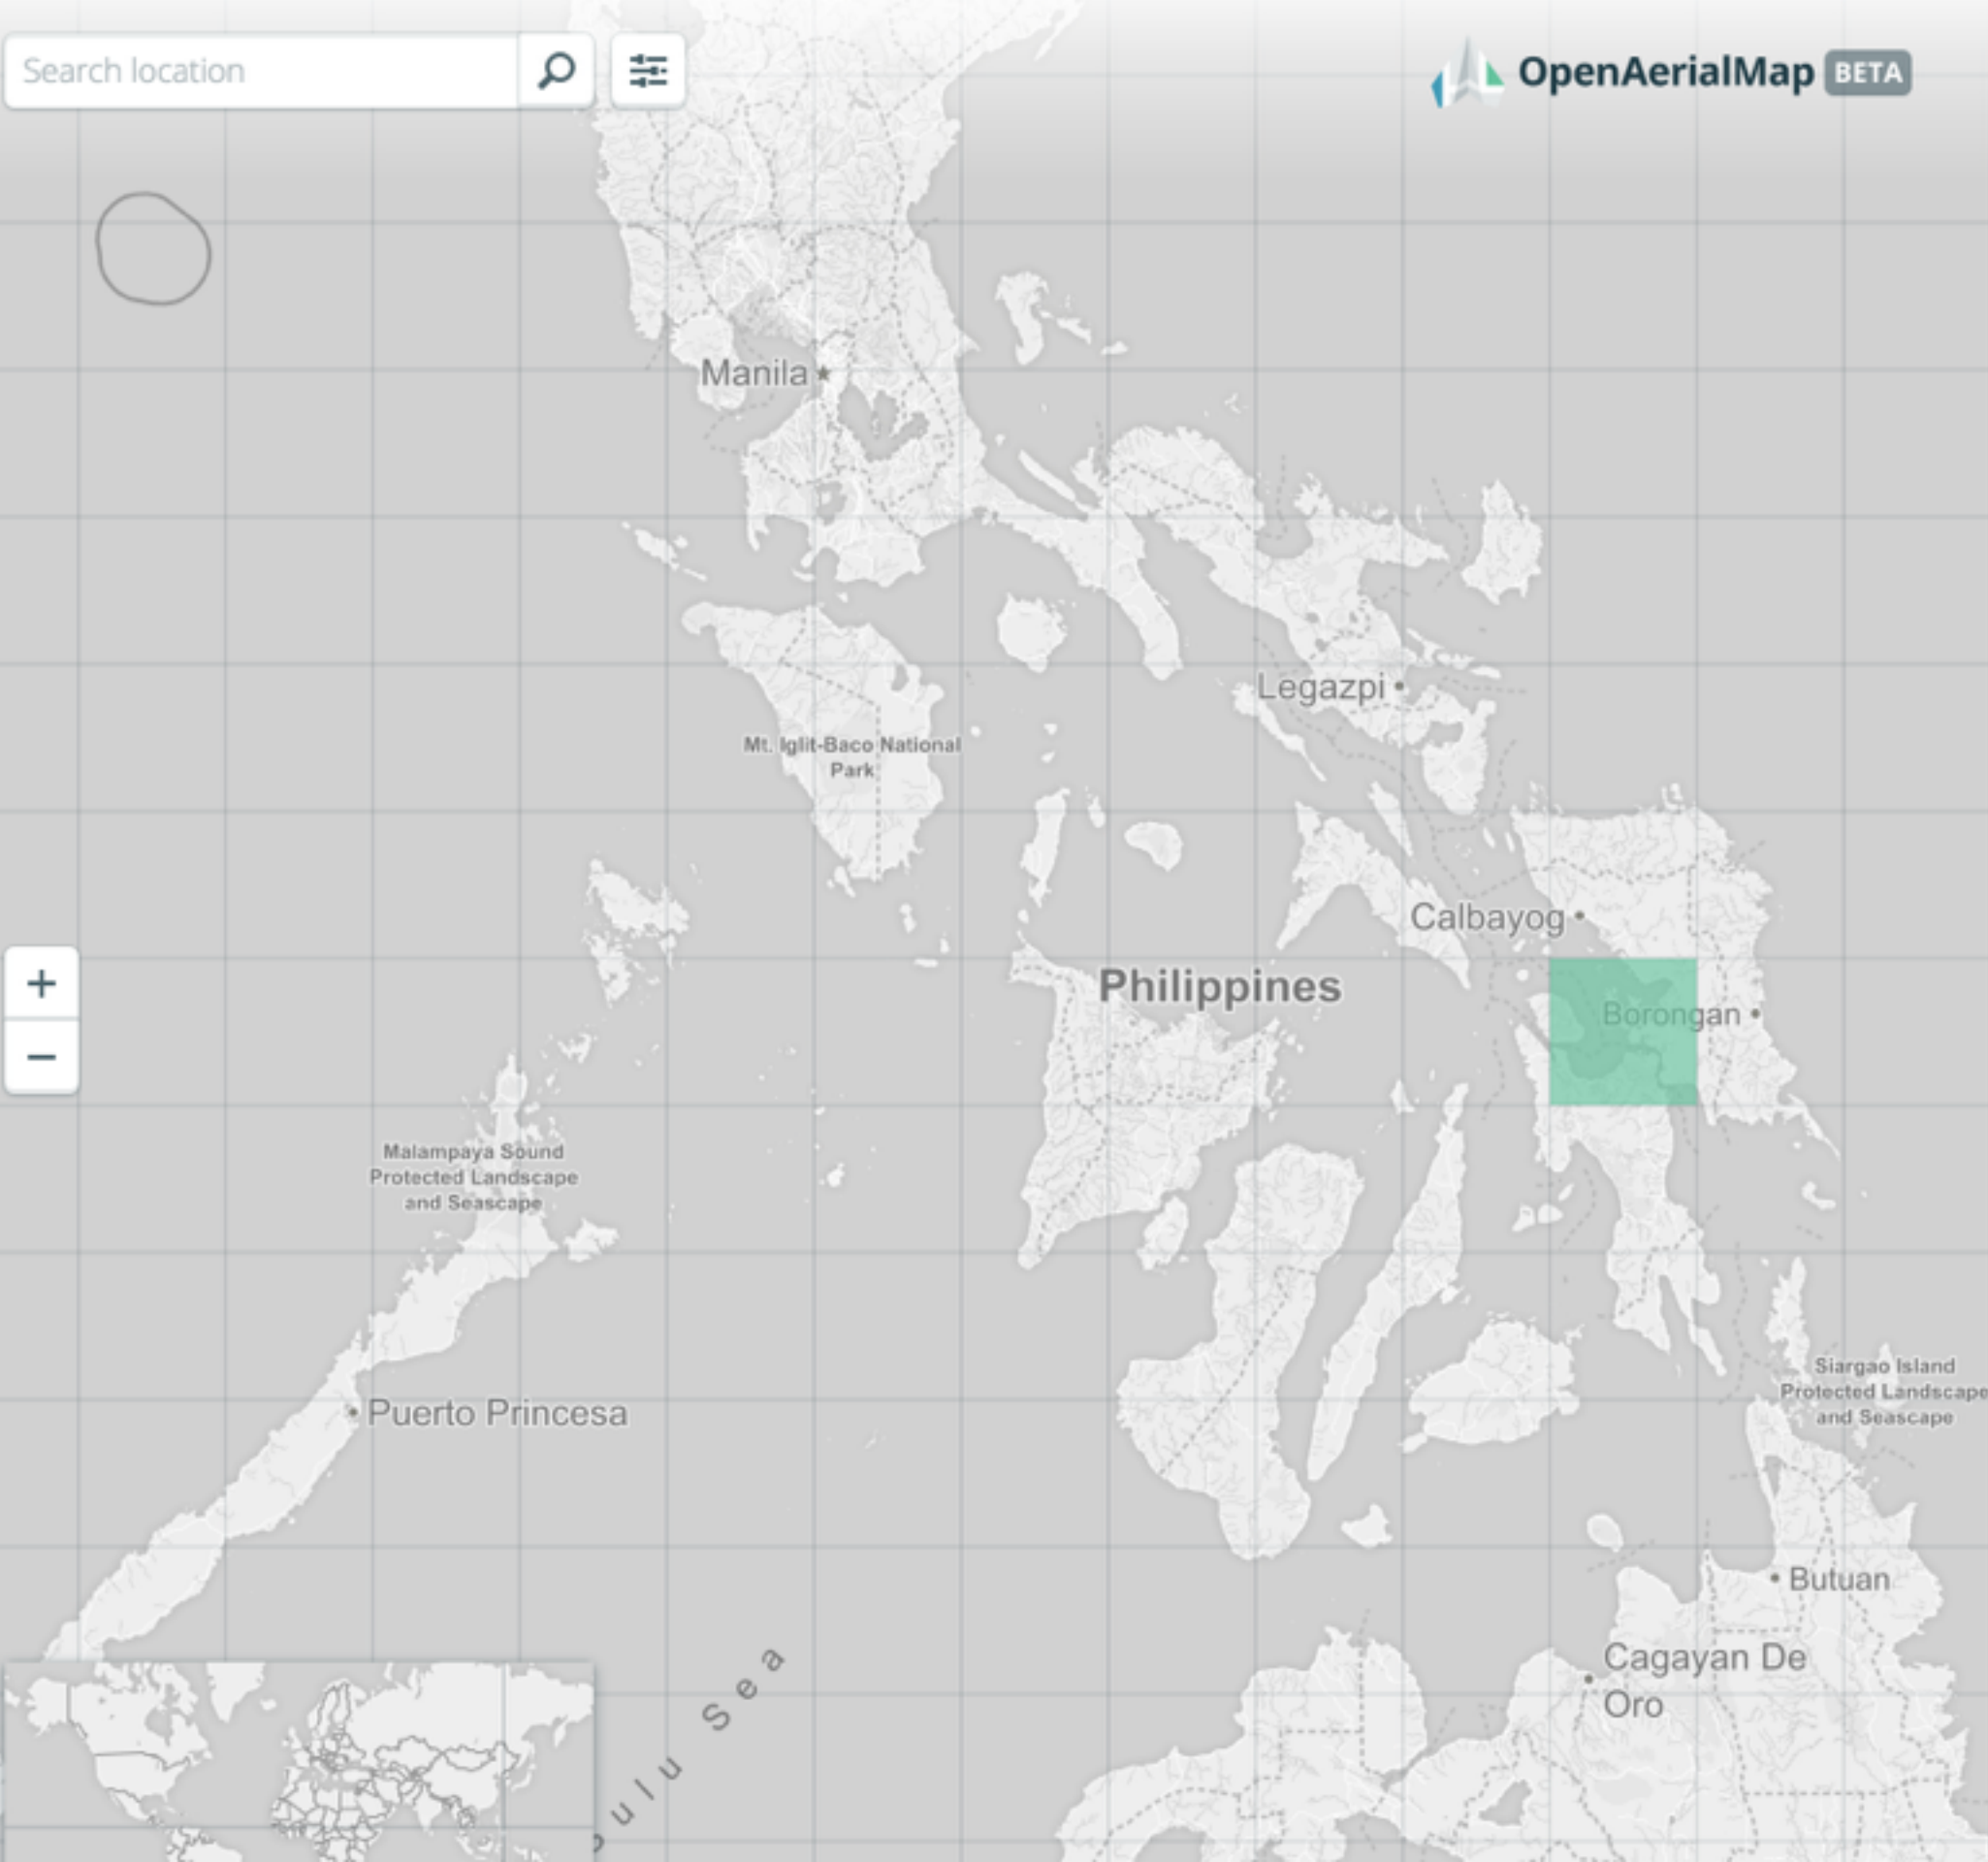 Search location
OpenAerialMap BETA
Manila
Legazpi
Mt. Iglit-Baco National
Park
Calbayog
Philippines
Borongan
Malampaya Sound
Protected Landscape
and Seascape
Siargao Island
Protected Landscape
and Seascape
Puerto Princesa
Butuan
Cagayan De
Oro
ulu Sea